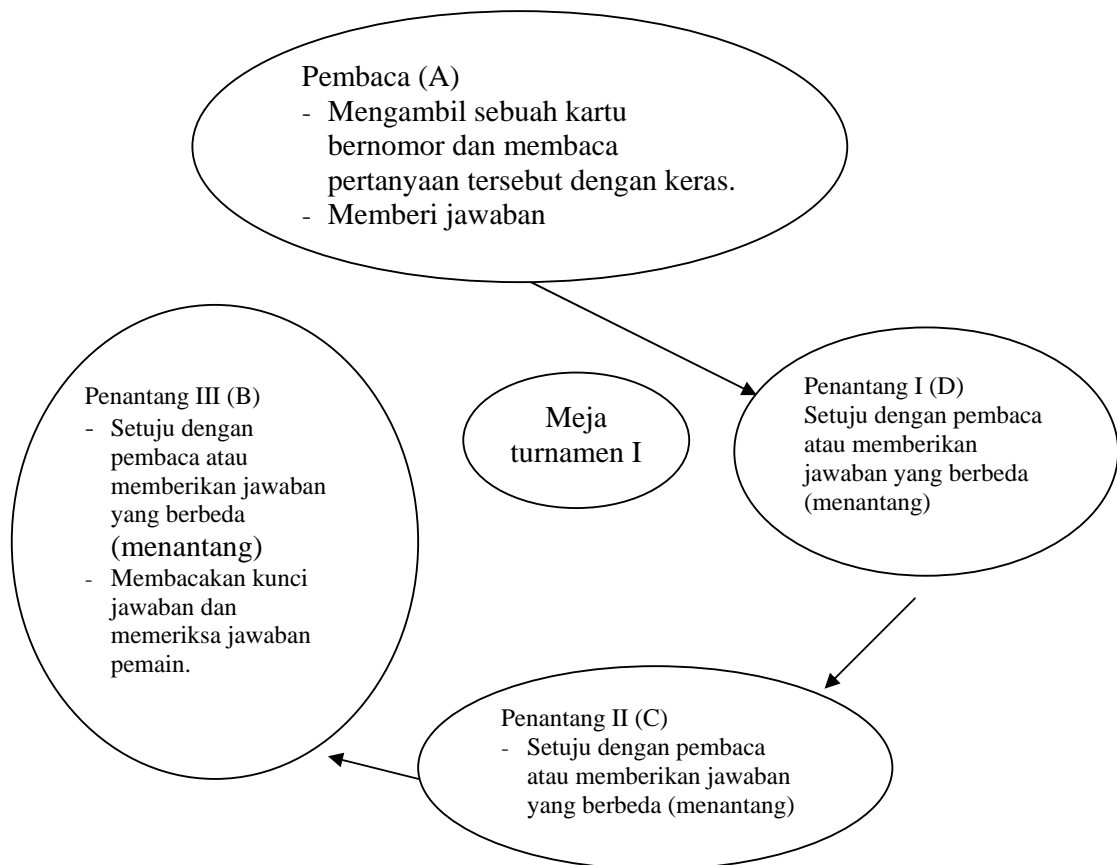 Pembaca (A)
- Mengambil sebuah kartu
bernomor dan membaca
pertanyaan tersebut dengan keras.
- Memberi jawaban
Penantang III (B)
- Setuju dengan
pembaca atau
memberikan jawaban
yang berbeda
(menantang)
- Membacakan kunci
jawaban dan
memeriksa jawaban
pemain.
Meja
turnamen I
Penantang I (D)
Setuju dengan pembaca
atau memberikan
jawaban yang berbeda
(menantang)
Penantang II (C)
- Setuju dengan pembaca
atau memberikan jawaban
yang berbeda (menantang)